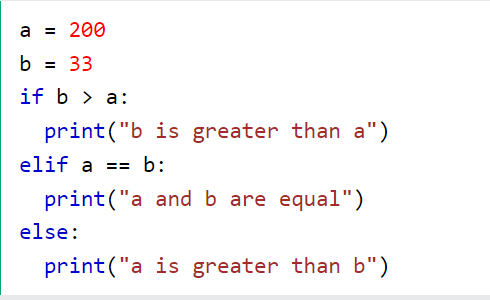 a = 200
b = 33
if b > a:
  print("b is greater than a")
elif a == b:
  print("a and b are equal")
else:
  print("a is greater than b")